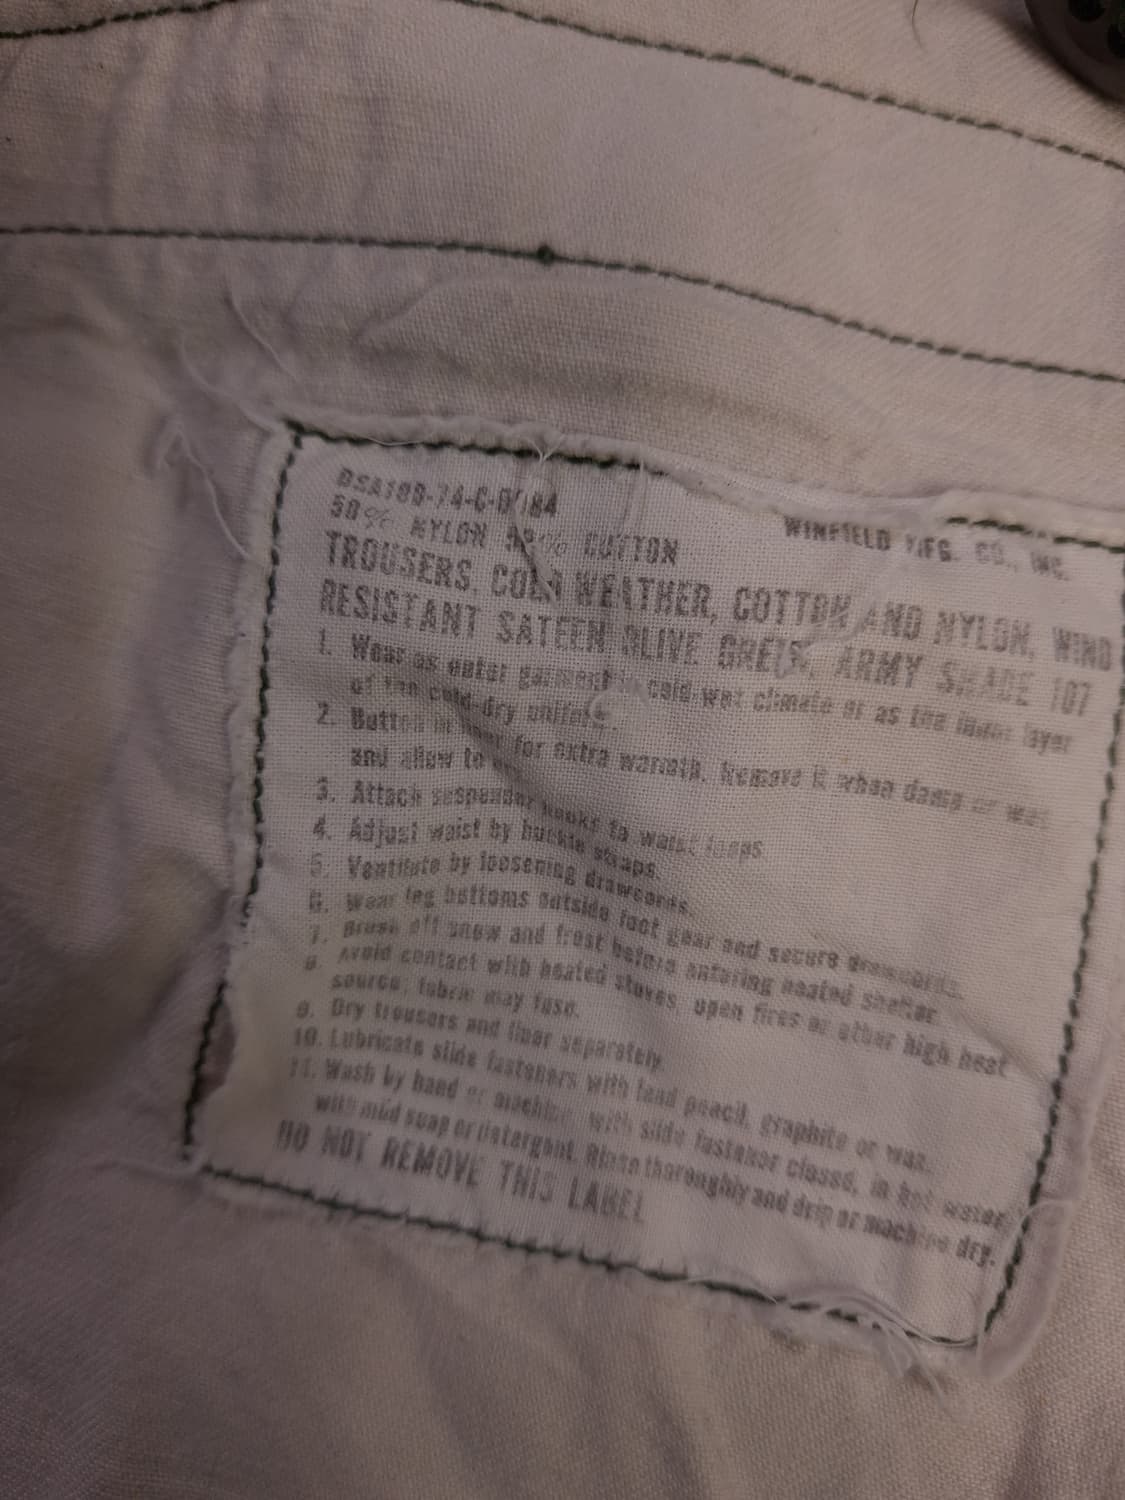 DSA100-74-C-0184
WINFIELD MFG. CO., INC.
50% NYLON 50% COTTON
TROUSERS, COLD WEATHER, COTTON AND NYLON, WIND
RESISTANT SATEEN OLIVE GREEN, ARMY SHADE 107
1. Wear as outer garment in cold-wet climate or as the inner layer
of the cold-dry uniform.
2. Button in liner for extra warmth. Remove it when damp or wet
and allow to
3. Attach suspender hooks to waist loops.
4. Adjust waist by buckle straps.
5. Ventilate by loosening drawcords.
6. Wear leg bottoms outside foot gear and secure drawcords.
7. Brush off snow and frost before entering heated shelter.
8. Avoid contact with heated stoves, open fires or other high heat
source; fabric may fuse.
9. Dry trousers and liner separately.
10. Lubricate slide fasteners with lead pencil, graphite or wax.
11. Wash by hand or machine, with slide fastener closed, in hot water
with mild soap or detergent. Rinse thoroughly and drip or machine dry.
DO NOT REMOVE THIS LABEL